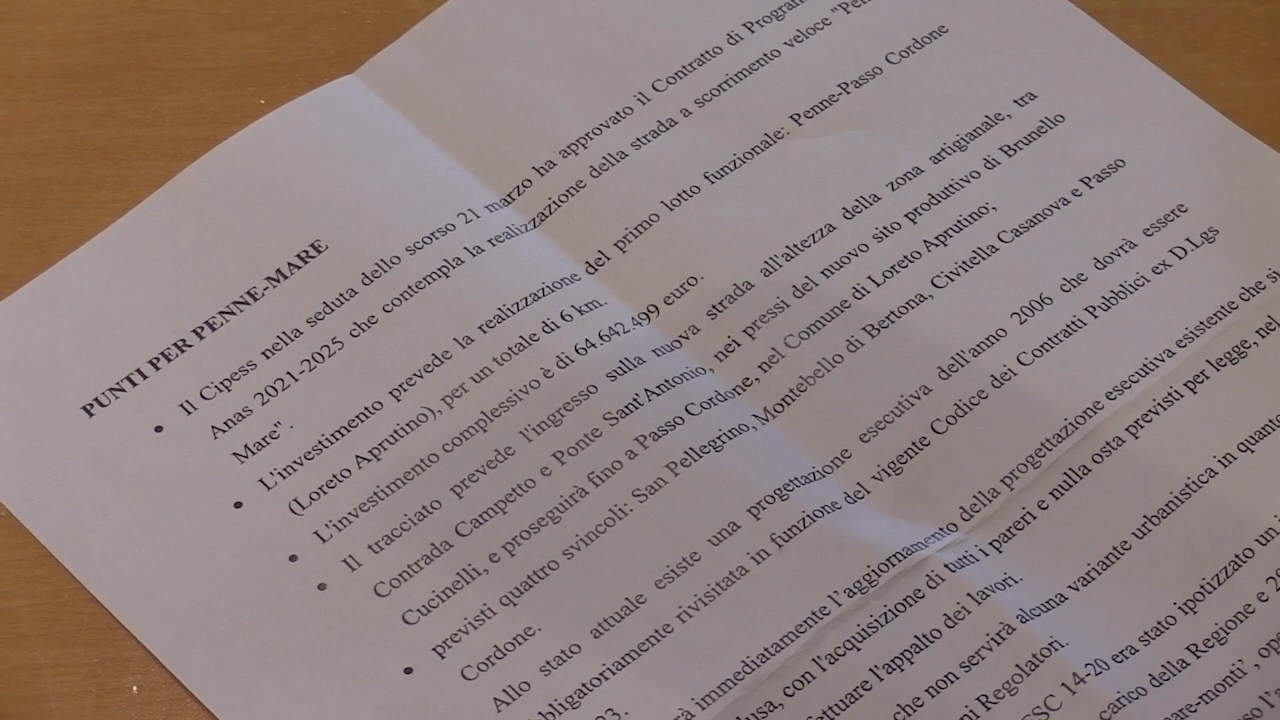 PUNTI PER PENNE-MARE
• Il Cipess nella seduta dello scorso 21 marzo ha approvato il Contratto di
Anas 2021-2025 che contempla la realizzazione della strada a scorrimento veloce
Mare".
• L'investimento prevede la realizzazione del primo lotto funzionale: Penne-Passo Cordone
(Loreto Aprutino), per un totale di 6 km.
• L'investimento complessivo è di 64.642.499 euro.
• Il tracciato prevede l'ingresso sulla nuova strada all'altezza della zona artigianale, tra
Contrada Campetto e Ponte Sant'Antonio, nei pressi del nuovo sito produttivo di Brunello
Cucinelli, e proseguirà fino a Passo Cordone, nel Comune di Loreto Aprutino;
• previsti quattro svincoli: San Pellegrino, Montebello di Bertona, Civitella Casanova e Passo
Cordone.
Allo stato attuale esiste una progettazione esecutiva dell'anno 2006 che dovrà essere
obbligatoriamente rivisitata in funzione del vigente Codice dei Contratti Pubblici ex D.Lgs
immediatamente l'aggiornamento della progettazione esecutiva esistente che si
con l'acquisizione di tutti i pareri e nulla osta previsti per legge, nel
l'appalto dei lavori.
che non servirà alcuna variante urbanistica in quanto
Regolatori.
FSC 14-20 era stato ipotizzato un
carico della Regione e